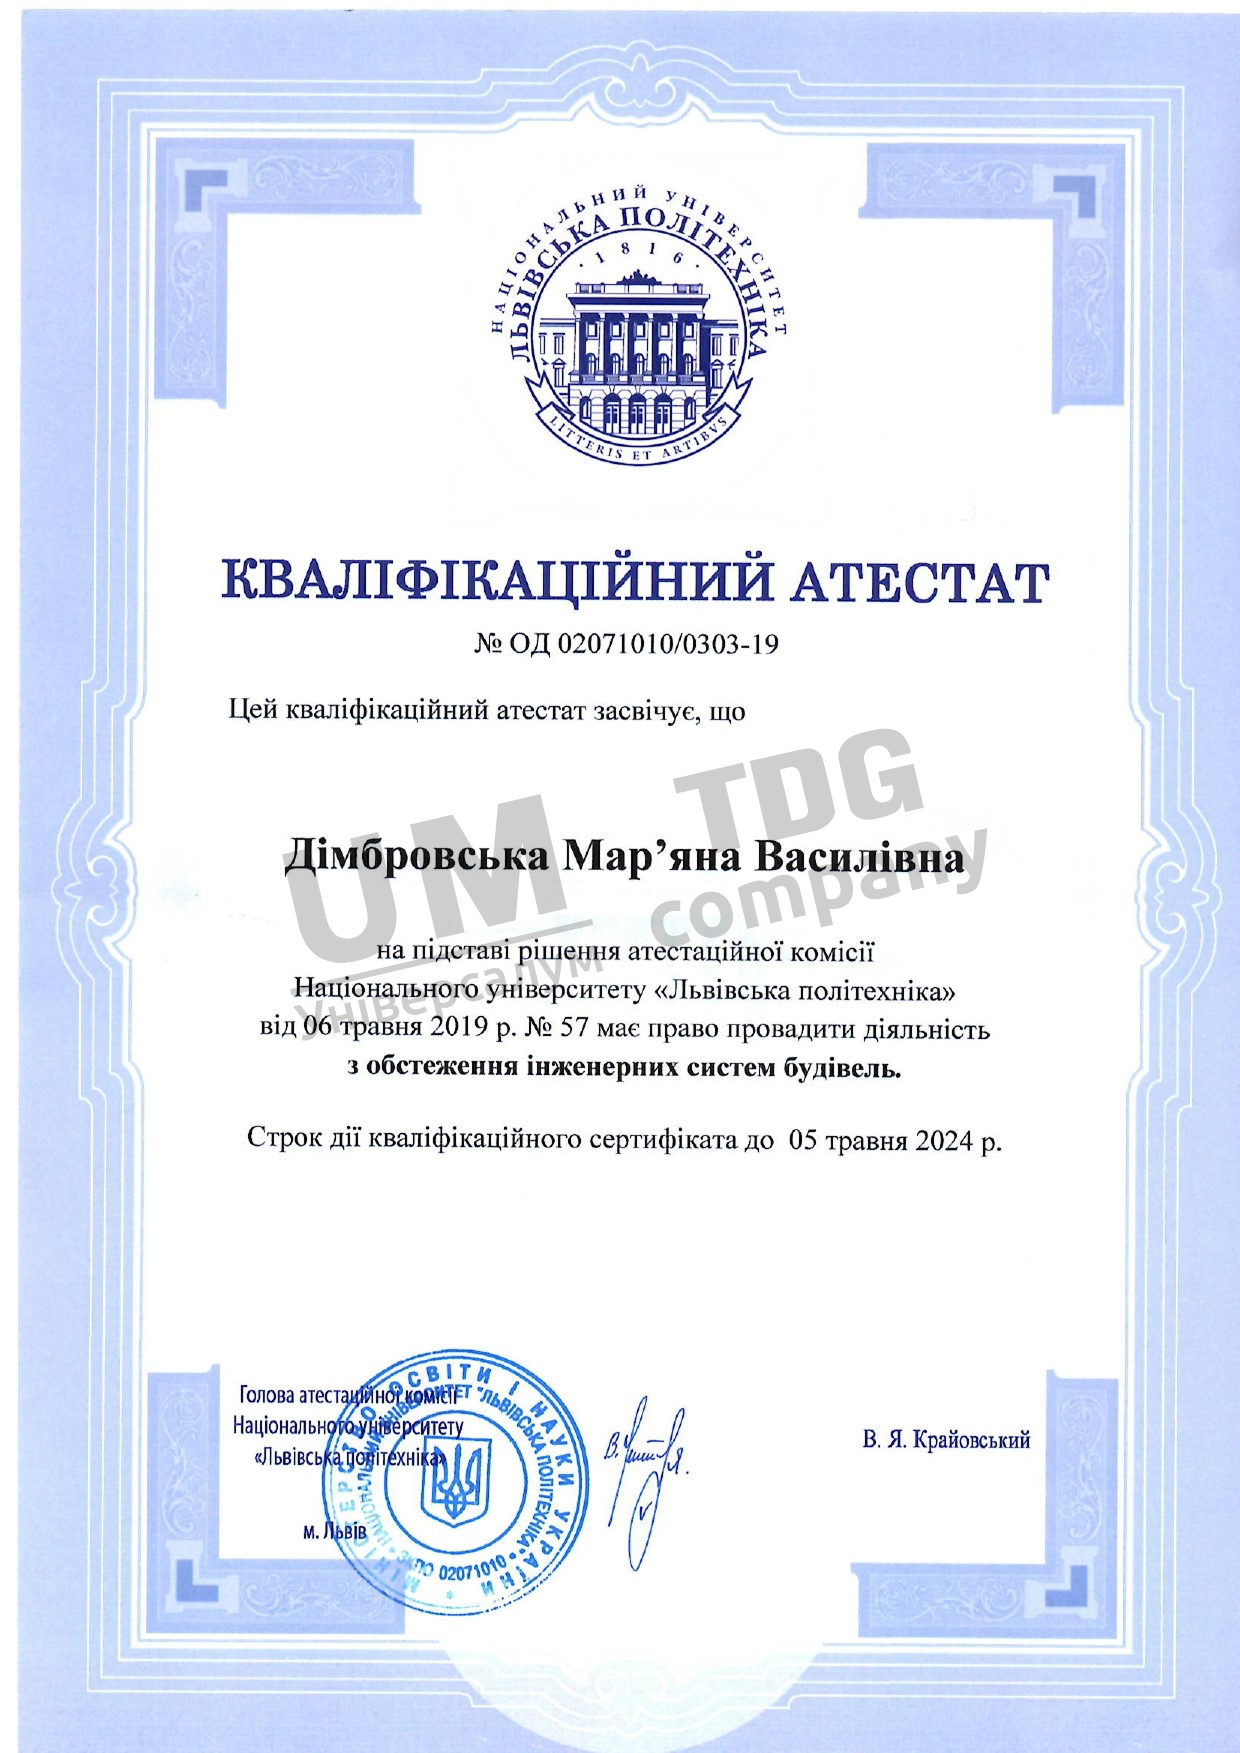 НАЦІОНАЛЬНИЙ УНІВЕРСИТЕТ
ЛЬВІВСЬКА ПОЛІТЕХНІКА
· 1816 ·
LITTERIS ET ARTIBVS
КВАЛІФІКАЦІЙНИЙ АТЕСТАТ
№ ОД 02071010/0303-19
Цей кваліфікаційний атестат засвічує, що
UM TDG
Дімбровська Мар’яна Василівна
company
на підставі рішення атестаційної комісії
Універсалум
Національного університету «Львівська політехніка»
від 06 травня 2019 р. № 57 має право провадити діяльність
з обстеження інженерних систем будівель.
Строк дії кваліфікаційного сертифіката до 05 травня 2024 р.
Голова атестаційної комісії
Національного університету
«Львівська політехніка»
м. Львів
В. Я. Крайовський
МІНІСТЕРСТВО ОСВІТИ І НАУКИ УКРАЇНИ
НАЦІОНАЛЬНИЙ УНІВЕРСИТЕТ "ЛЬВІВСЬКА ПОЛІТЕХНІКА"
ЗКПО 02071010